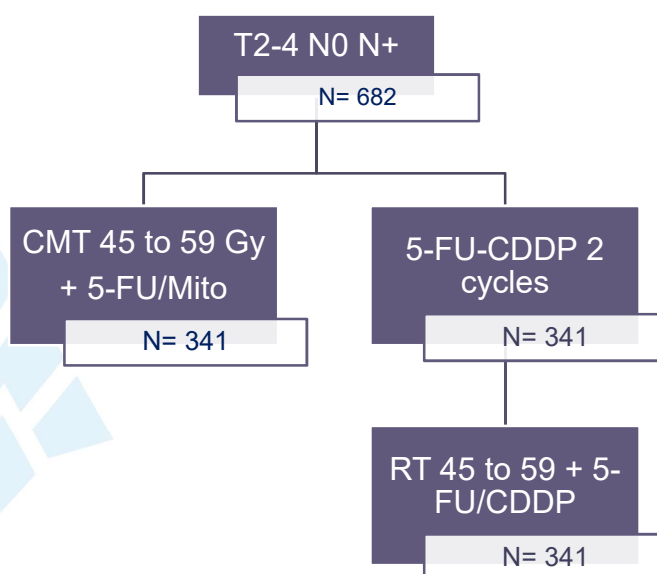 T2-4 N0 N+
N= 682
CMT 45 to 59 Gy
+ 5-FU/Mito
N= 341
5-FU-CDDP 2
cycles
N= 341
RT 45 to 59 + 5-
FU/CDDP
N= 341